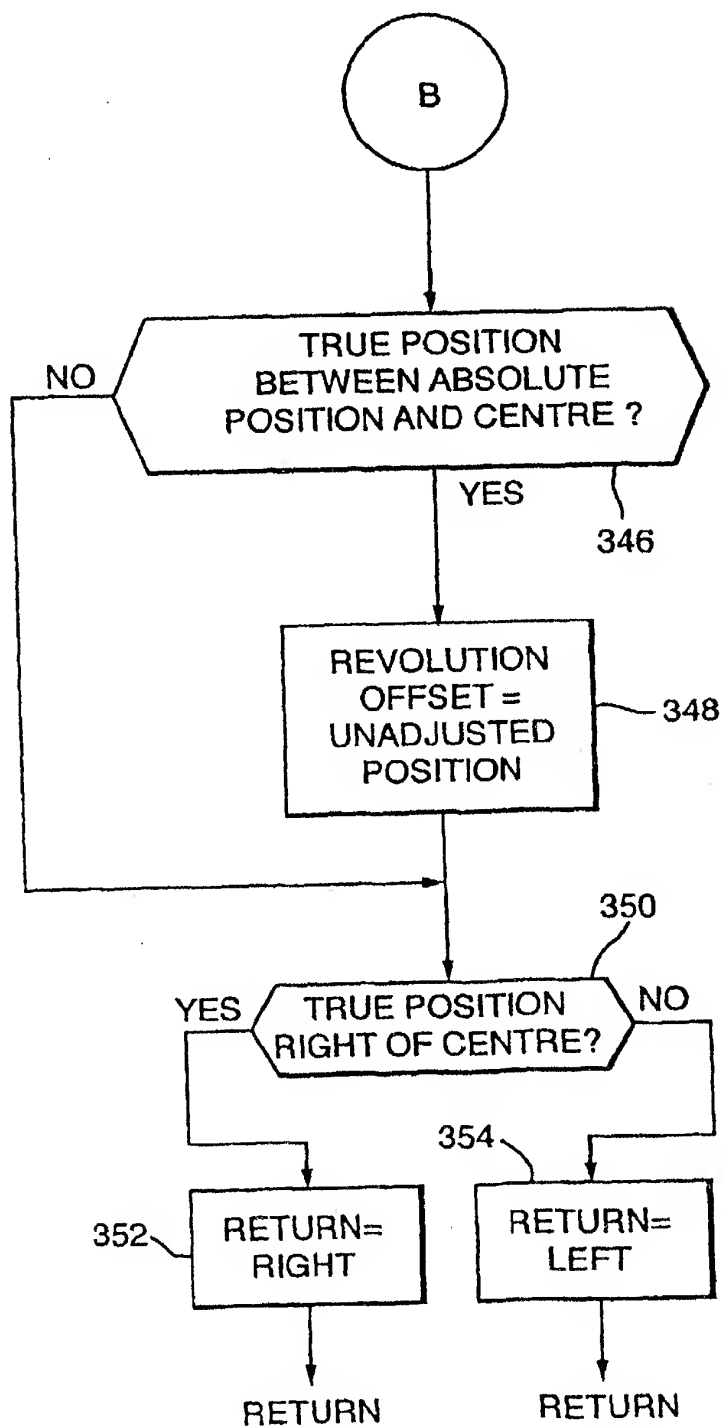 B
TRUE POSITION
BETWEEN ABSOLUTE
POSITION AND CENTRE ?
NO
YES
346
REVOLUTION
OFFSET =
UNADJUSTED
POSITION
348
350
YES
TRUE POSITION
RIGHT OF CENTRE?
NO
354
352
RETURN=
RIGHT
RETURN=
LEFT
RETURN
RETURN